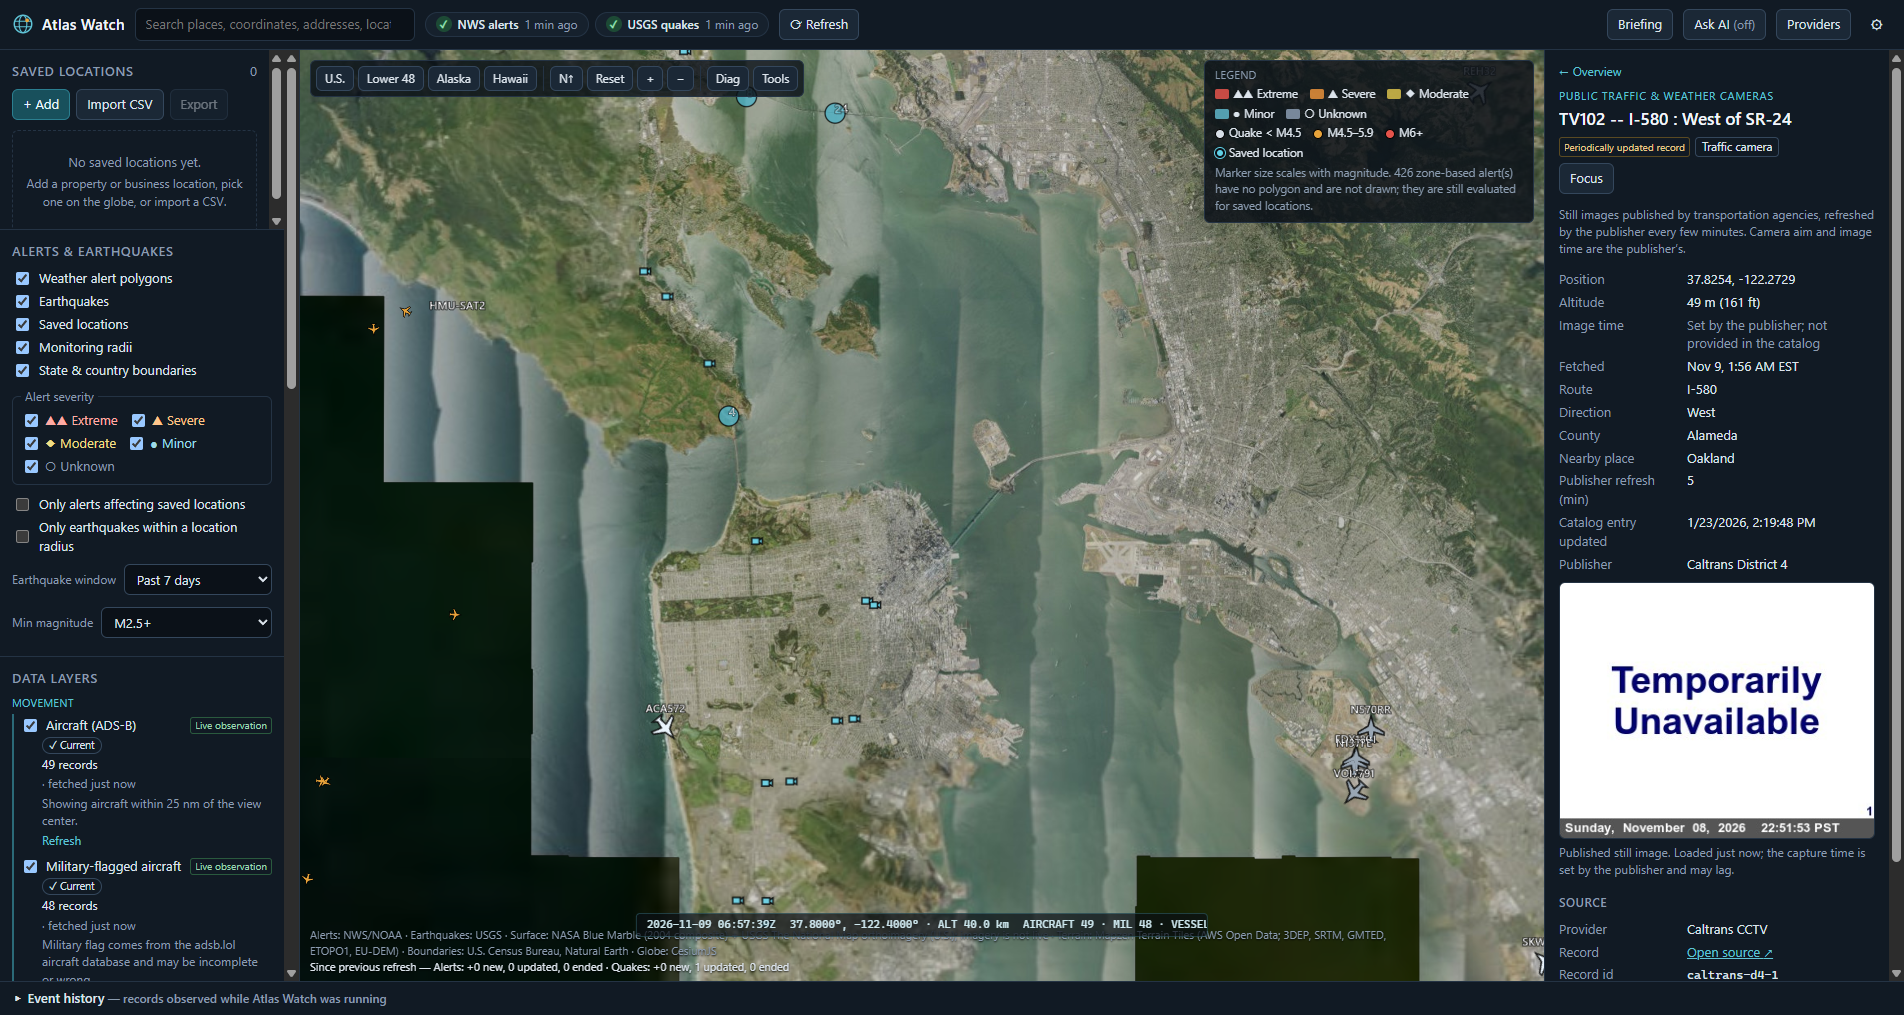 Atlas Watch
Search places, coordinates, addresses, locat
✓ NWS alerts 1 min ago
✓ USGS quakes 1 min ago
⟳ Refresh
Briefing
Ask AI (off)
Providers
SAVED LOCATIONS 0
+ Add
Import CSV
Export
No saved locations yet.
Add a property or business location, pick
one on the globe, or import a CSV.
ALERTS & EARTHQUAKES
Weather alert polygons
Earthquakes
Saved locations
Monitoring radii
State & country boundaries
Alert severity
▲▲ Extreme ▲ Severe
◆ Moderate ● Minor
○ Unknown
Only alerts affecting saved locations
Only earthquakes within a location
radius
Earthquake window Past 7 days
Min magnitude M2.5+
DATA LAYERS
MOVEMENT
Aircraft (ADS-B) Live observation
✓ Current
49 records
· fetched just now
Showing aircraft within 25 nm of the view
center.
Refresh
Military-flagged aircraft Live observation
✓ Current
48 records
· fetched just now
Military flag comes from the adsb.lol
aircraft database and may be incomplete
or wrong.
U.S.
Lower 48
Alaska
Hawaii
N↑
Reset
+
−
Diag
Tools
HMU-SAT2
4
ACA572
N570RR
SKW
LEGEND
▲▲ Extreme ▲ Severe ◆ Moderate
● Minor ○ Unknown
Quake < M4.5 M4.5–5.9 M6+
Saved location
Marker size scales with magnitude. 426 zone-based alert(s)
have no polygon and are not drawn; they are still evaluated
for saved locations.
2026-11-09 06:57:39Z 37.8000°, −122.4000° · ALT 40.0 km AIRCRAFT 49 · MIL 48 · VESSEL
Alerts: NWS/NOAA · Earthquakes: USGS · Surface: NASA Blue Marble Terrain Tiles (AWS Open Data; 3DEP, SRTM, GMTED,
ETOPO1, EU-DEM) · Boundaries: U.S. Census Bureau, Natural Earth · Globe: CesiumJS
Since previous refresh — Alerts: +0 new, 0 updated, 0 ended · Quakes: +0 new, 1 updated, 0 ended
← Overview
PUBLIC TRAFFIC & WEATHER CAMERAS
TV102 -- I-580 : West of SR-24
Periodically updated record
Traffic camera
Focus
Still images published by transportation agencies, refreshed
by the publisher every few minutes. Camera aim and image
time are the publisher's.
Position 37.8254, -122.2729
Altitude 49 m (161 ft)
Image time Set by the publisher; not
provided in the catalog
Fetched Nov 9, 1:56 AM EST
Route I-580
Direction West
County Alameda
Nearby place Oakland
Publisher refresh 5
(min)
Catalog entry 1/23/2026, 2:19:48 PM
updated
Publisher Caltrans District 4
Temporarily
Unavailable
1
Sunday, November 08, 2026 22:51:53 PST
Published still image. Loaded just now; the capture time is
set by the publisher and may lag.
SOURCE
Provider Caltrans CCTV
Record Open source ↗
Record id caltrans-d4-1
▸ Event history — records observed while Atlas Watch was running